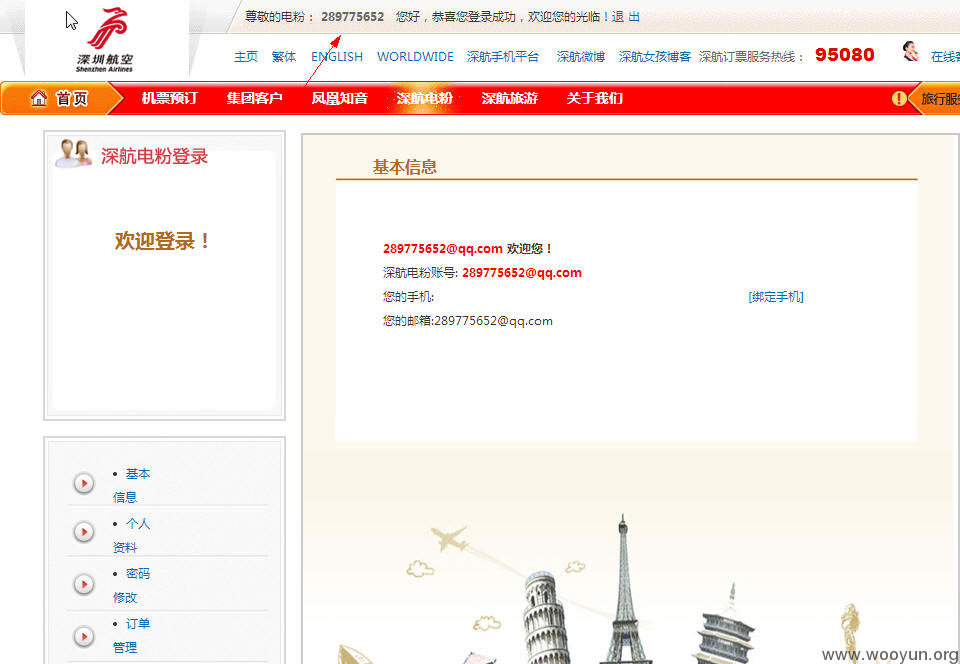 尊敬的电粉： 289775652 您好，恭喜您登录成功，欢迎您的光临！退 出
深圳航空
Shenzhen Airlines
主页 繁体 ENGLISH WORLDWIDE 深航手机平台 深航微博 深航女孩博客 深航订票服务热线： 95080 在线客
首页 机票预订 集团客户 凤凰知音 深航电粉 深航旅游 关于我们 旅行服务
深航电粉登录
欢迎登录！
基本信息
289775652@qq.com 欢迎您！
深航电粉账号: 289775652@qq.com
您的手机: [绑定手机]
您的邮箱:289775652@qq.com
• 基本
信息
• 个人
资料
• 密码
修改
• 订单
管理
www.wooyun.org